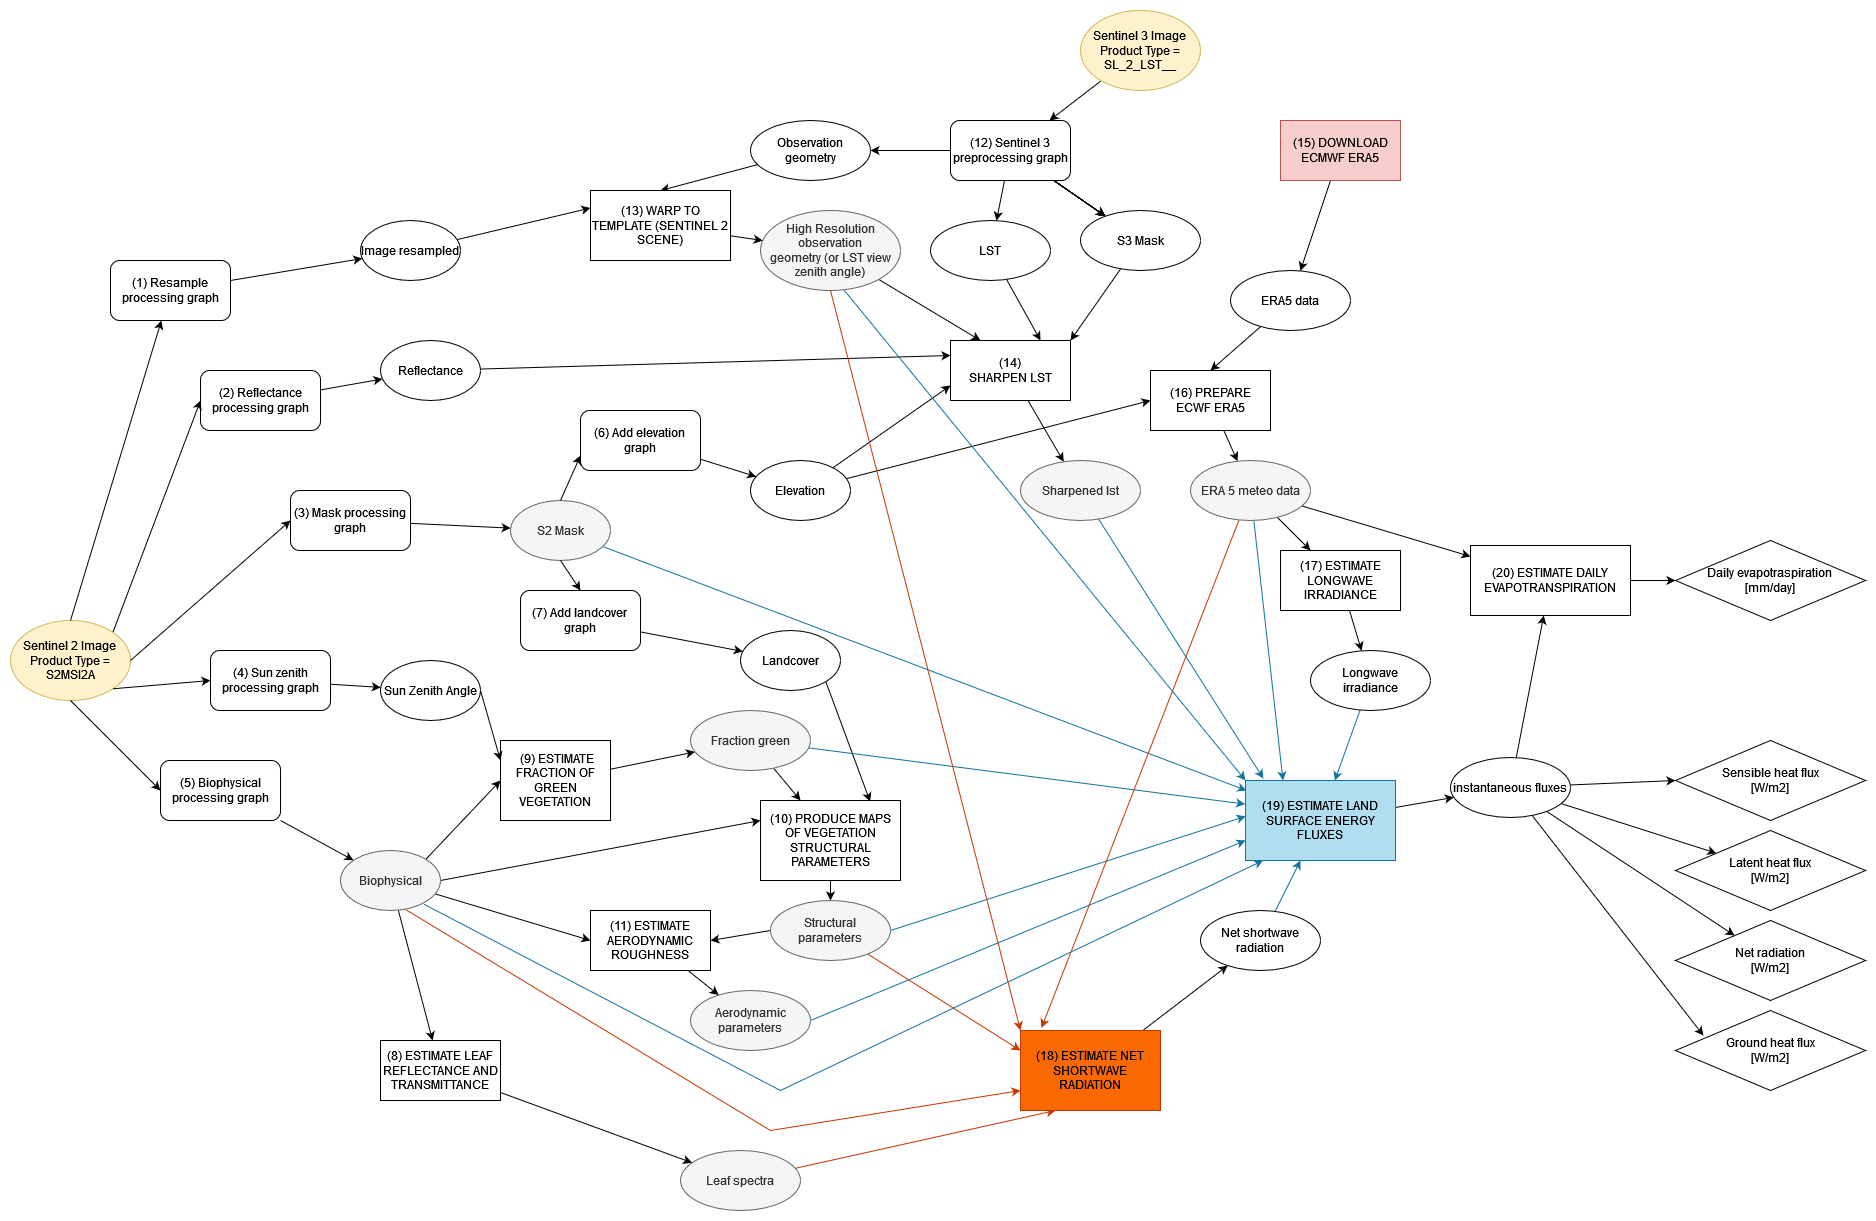 Sentinel 3 Image
Product Type =
SL_2_LST__
(12) Sentinel 3
preprocessing graph
Observation
geometry
(15) DOWNLOAD
ECMWF ERA5
(13) WARP TO
TEMPLATE (SENTINEL 2
SCENE)
High Resolution
observation
geometry (or LST view
zenith angle)
LST
S3 Mask
Image resampled
(1) Resample
processing graph
ERA5 data
(2) Reflectance
processing graph
Reflectance
(14)
SHARPEN LST
(16) PREPARE
ECWF ERA5
(6) Add elevation
graph
Elevation
Sharpened lst
ERA 5 meteo data
(3) Mask processing
graph
S2 Mask
(17) ESTIMATE
LONGWAVE
IRRADIANCE
(20) ESTIMATE DAILY
EVAPOTRANSPIRATION
Daily evapotraspiration
[mm/day]
(7) Add landcover
graph
Landcover
Sentinel 2 Image
Product Type =
S2MSI2A
(4) Sun zenith
processing graph
Sun Zenith Angle
Longwave
irradiance
Fraction green
(9) ESTIMATE
FRACTION OF
GREEN
VEGETATION
(5) Biophysical
processing graph
(10) PRODUCE MAPS
OF VEGETATION
STRUCTURAL
PARAMETERS
(19) ESTIMATE LAND
SURFACE ENERGY
FLUXES
instantaneous fluxes
Sensible heat flux
[W/m2]
Latent heat flux
[W/m2]
Biophysical
(11) ESTIMATE
AERODYNAMIC
ROUGHNESS
Structural
parameters
Net shortwave
radiation
Net radiation
[W/m2]
Aerodynamic
parameters
(8) ESTIMATE LEAF
REFLECTANCE AND
TRANSMITTANCE
(18) ESTIMATE NET
SHORTWAVE
RADIATION
Ground heat flux
[W/m2]
Leaf spectra